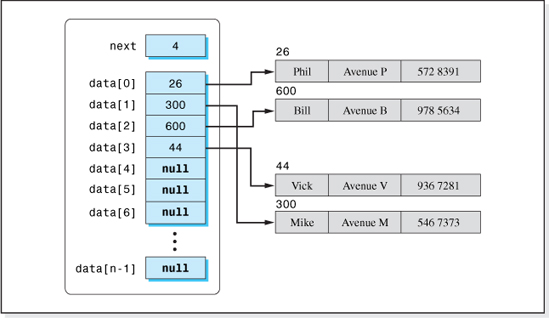 next 4
26
data[0] 26 Phil Avenue P 572 8391
data[1] 300
600
data[2] 600 Bill Avenue B 978 5634
data[3] 44
data[4] null
44
data[5] null Vick Avenue V 936 7281
300
data[6] null Mike Avenue M 546 7373
data[n-1] null